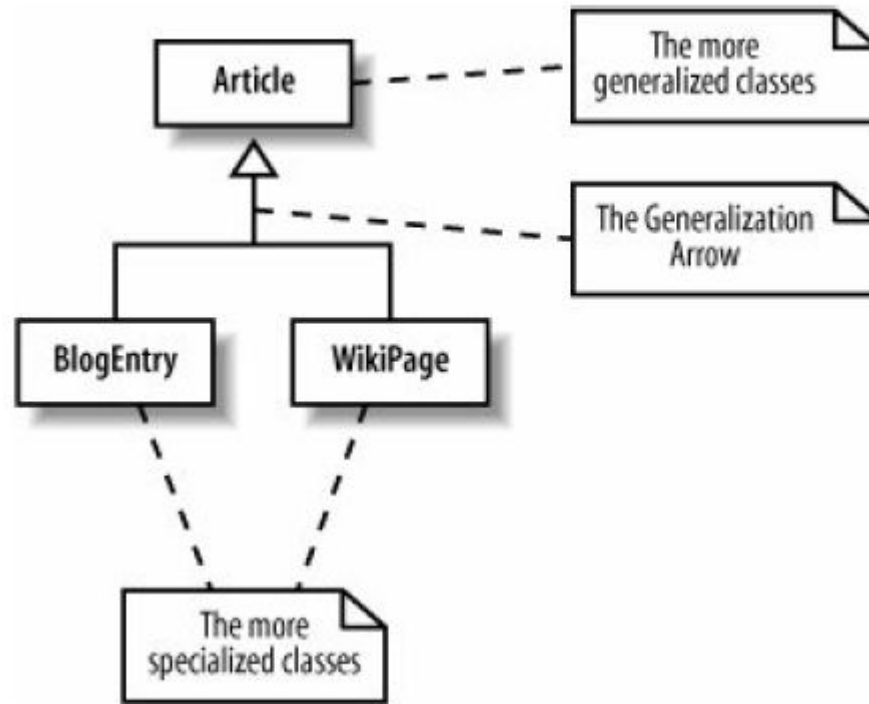 Article
The more
generalized classes
The Generalization
Arrow
BlogEntry
WikiPage
The more
specialized classes